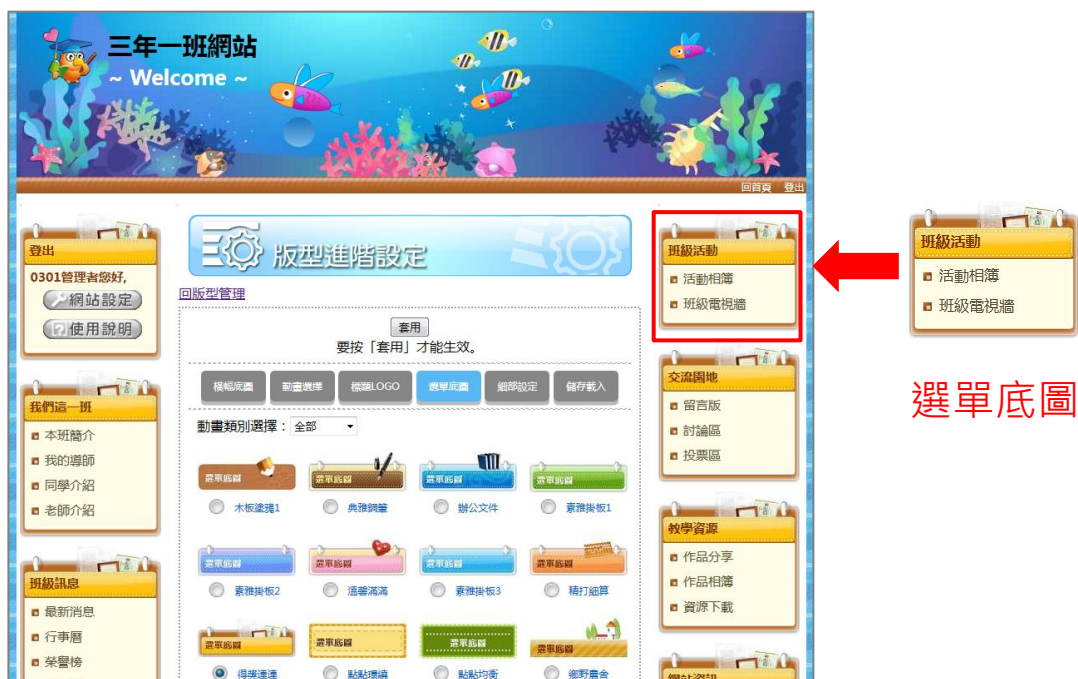 三年一班網站
~ Welcome ~
回首頁 登出
登出
0301管理者您好,
網站設定
使用說明
我們這一班
本班簡介
我的導師
同學介紹
老師介紹
班級訊息
最新消息
行事曆
榮譽榜
版型進階設定
回版型管理
套用
要按「套用」才能生效。
橫幅底圖 動畫選擇 標題LOGO 選單底圖 細部設定 儲存載入
動畫類別選擇： 全部
選單底圖 選單底圖 選單底圖 選單底圖
木板塗鴉1 典雅鋼筆 辦公文件 素雅掛板1
選單底圖 選單底圖 選單底圖 選單底圖
素雅掛板2 溫馨滿滿 素雅掛板3 精打細算
選單底圖 選單底圖 選單底圖 選單底圖
得獎連連 點點環繞 點點均衡 鄉野農舍
班級活動
活動相簿
班級電視牆
交流園地
留言版
討論區
投票區
教學資源
作品分享
作品相簿
資源下載
網站資訊
班級活動
活動相簿
班級電視牆
選單底圖